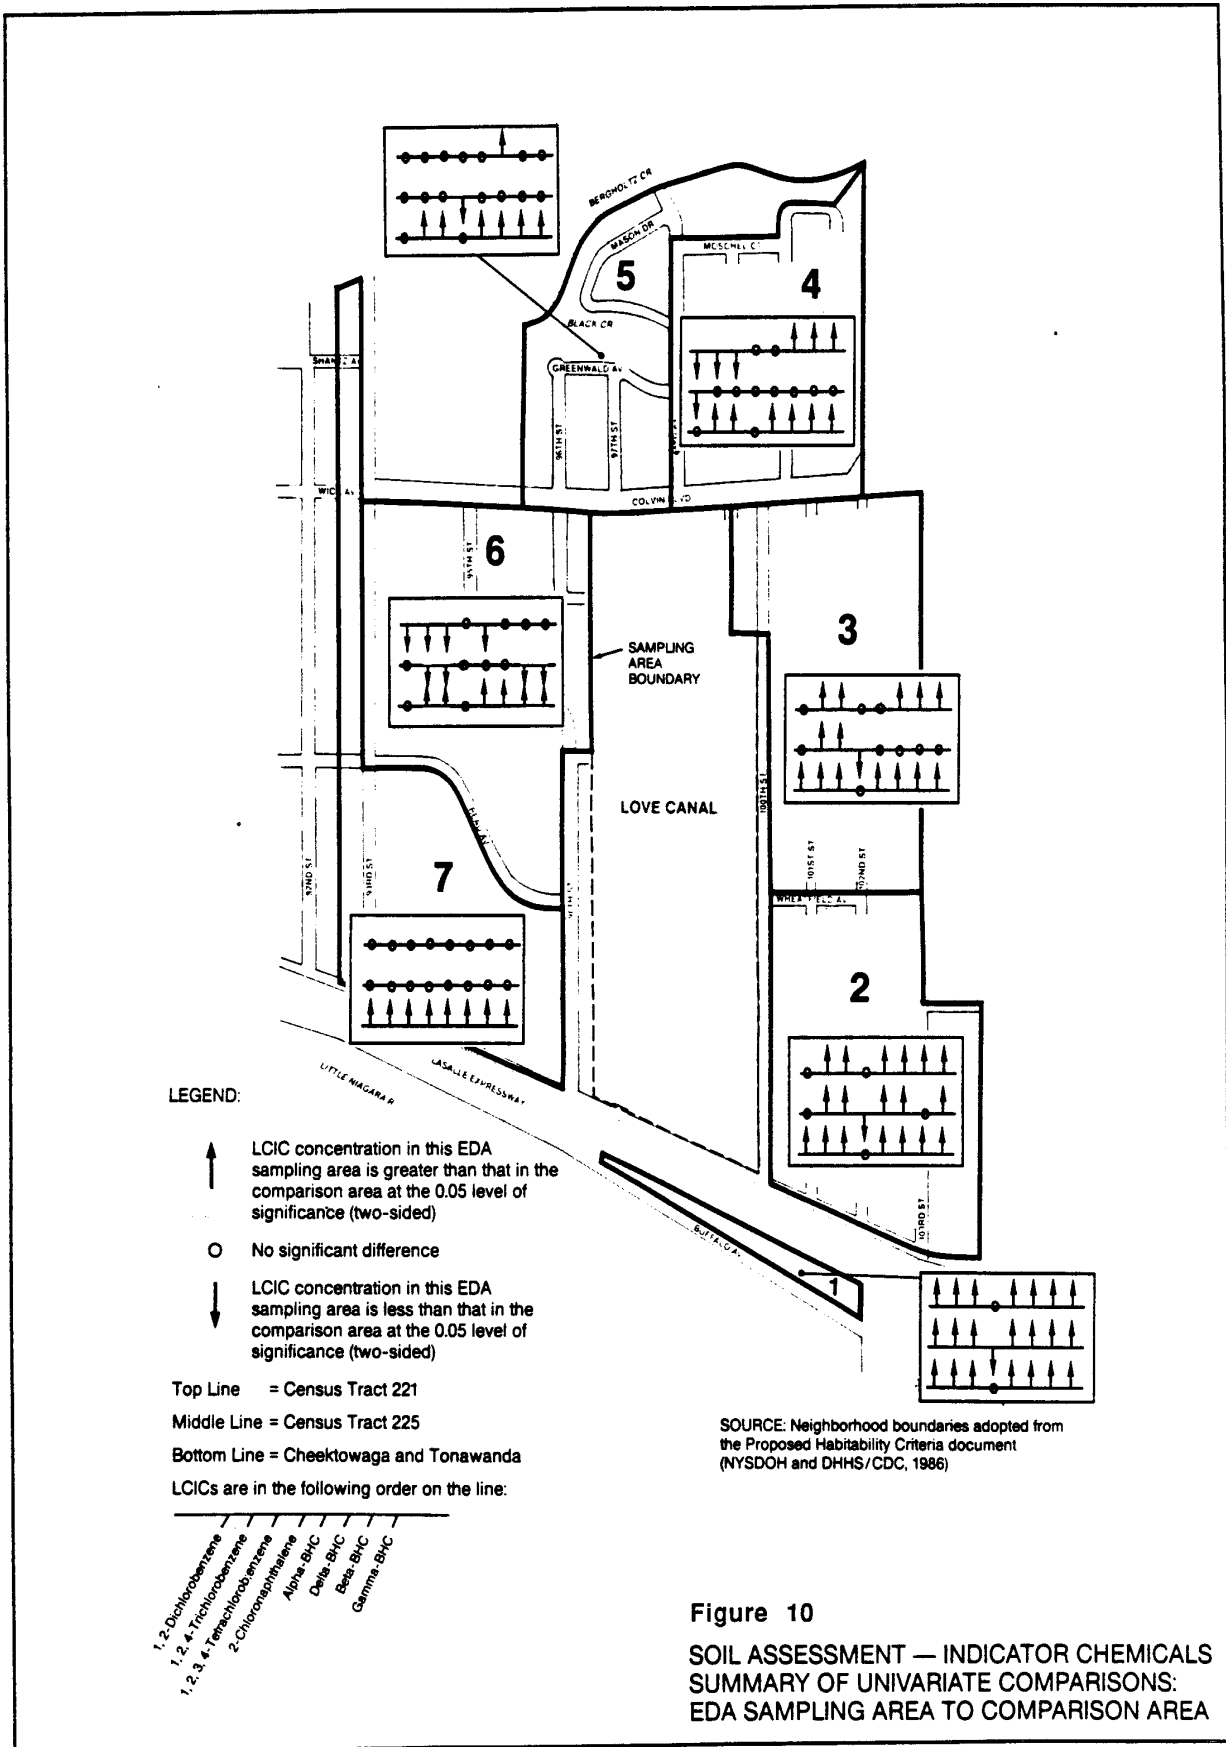 BERGHOLTZ CR
MASON DR
MOSCHEL CT
5
4
BLACK CR
GREENWALD AV
96TH ST
97TH ST
COLVIN BLVD
6
95TH ST
3
SAMPLING
AREA
BOUNDARY
LOVE CANAL
100TH ST
101ST ST
102ND ST
92ND ST
93RD ST
7
WHEATFIELD AV
2
103RD ST
LITTLE NIAGARA R
LASALLE EXPRESSWAY
BUFFALO AV
1
LEGEND:
LCIC concentration in this EDA
sampling area is greater than that in the
comparison area at the 0.05 level of
significance (two-sided)
No significant difference
LCIC concentration in this EDA
sampling area is less than that in the
comparison area at the 0.05 level of
significance (two-sided)
Top Line = Census Tract 221
Middle Line = Census Tract 225
Bottom Line = Cheektowaga and Tonawanda
LCICs are in the following order on the line:
1, 2-Dichlorobenzene
1, 2, 4-Trichlorobenzene
1, 2, 3, 4-Tetrachlorobenzene
2-Chloronaphthalene
Alpha-BHC
Delta-BHC
Beta-BHC
Gamma-BHC
SOURCE: Neighborhood boundaries adopted from
the Proposed Habitability Criteria document
(NYSDOH and DHHS/CDC, 1986)
Figure 10
SOIL ASSESSMENT — INDICATOR CHEMICALS
SUMMARY OF UNIVARIATE COMPARISONS:
EDA SAMPLING AREA TO COMPARISON AREA